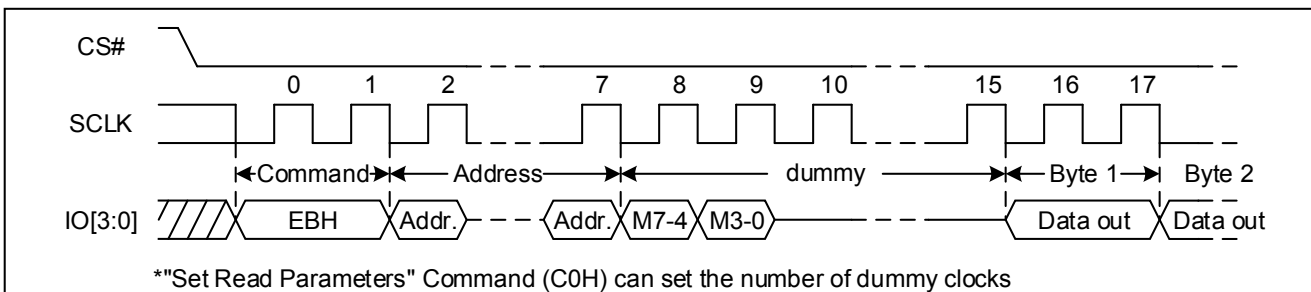 CS#
0 1 2 7 8 9 10 15 16 17
SCLK
Command Address dummy Byte 1 Byte 2
IO[3:0] EBH Addr. Addr. M7-4 M3-0 Data out Data out
*"Set Read Parameters" Command (C0H) can set the number of dummy clocks